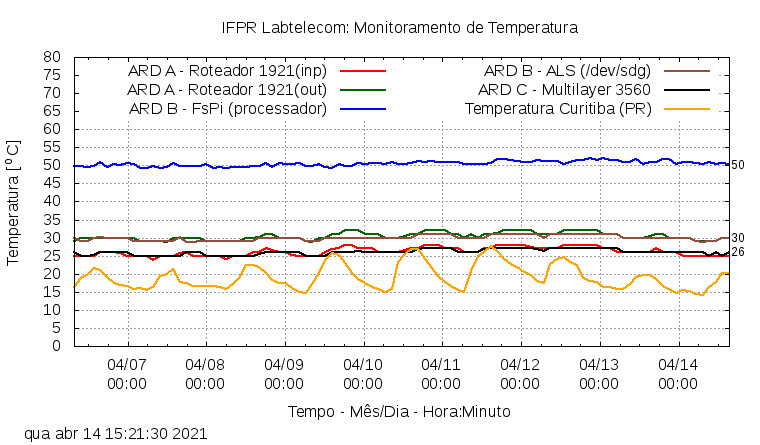 IFPR Labtelecom: Monitoramento de Temperatura
80
75
70
65
60
55
50
45
40
35
30
25
20
15
10
5
0
Temperatura [ °C]
ARD A - Roteador 1921(inp)
ARD A - Roteador 1921(out)
ARD B - FsPi (processador)
ARD B - ALS (/dev/sdg)
ARD C - Multilayer 3560
Temperatura Curitiba (PR)
50
30
26
04/07 04/08 04/09 04/10 04/11 04/12 04/13 04/14
00:00 00:00 00:00 00:00 00:00 00:00 00:00 00:00
Tempo - Mês/Dia - Hora:Minuto
qua abr 14 15:21:30 2021